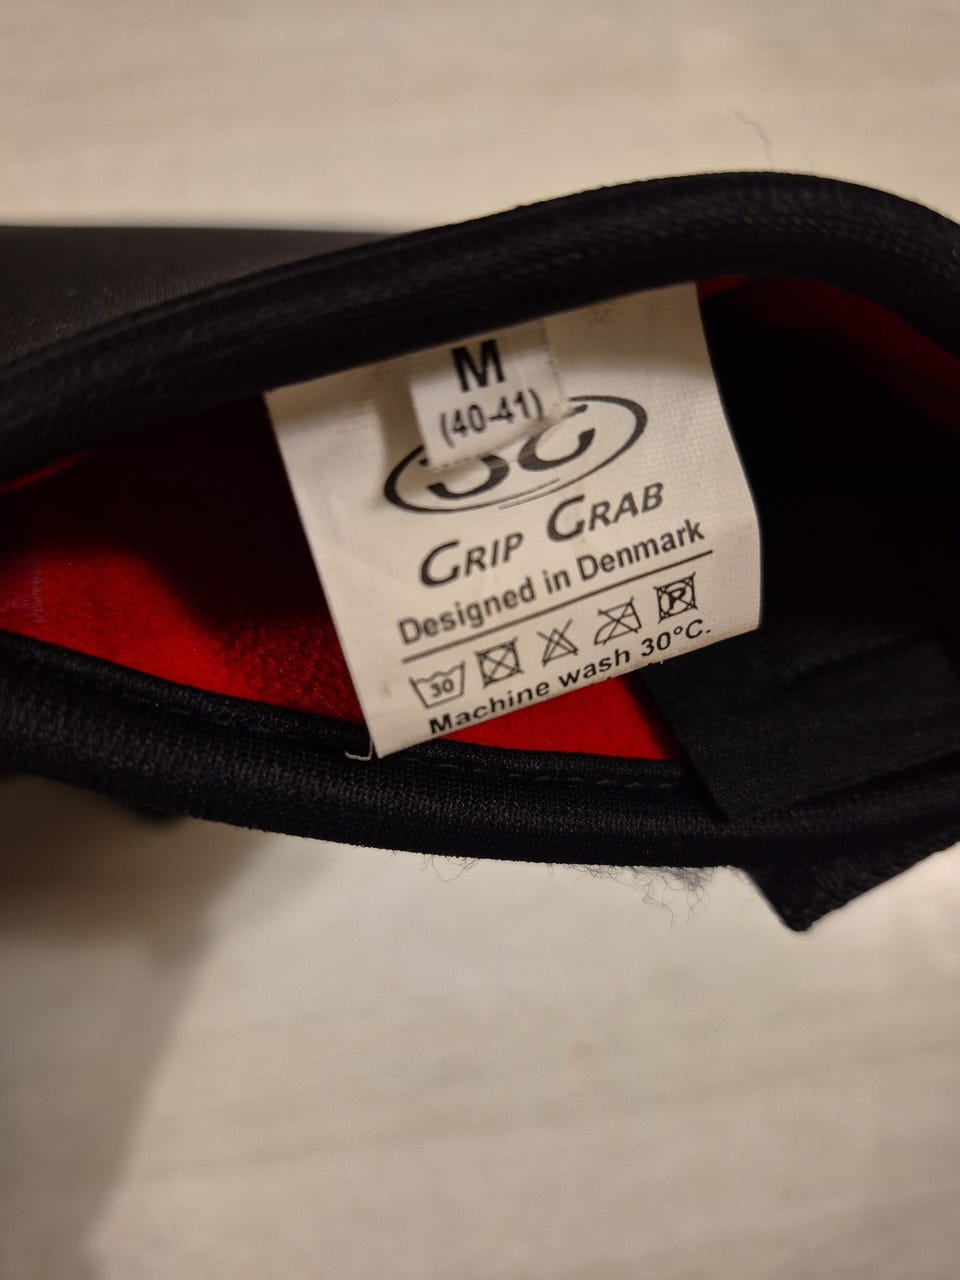 M
(40-41)
GRIP GRAB
Designed in Denmark
30
P
Machine wash 30°C.